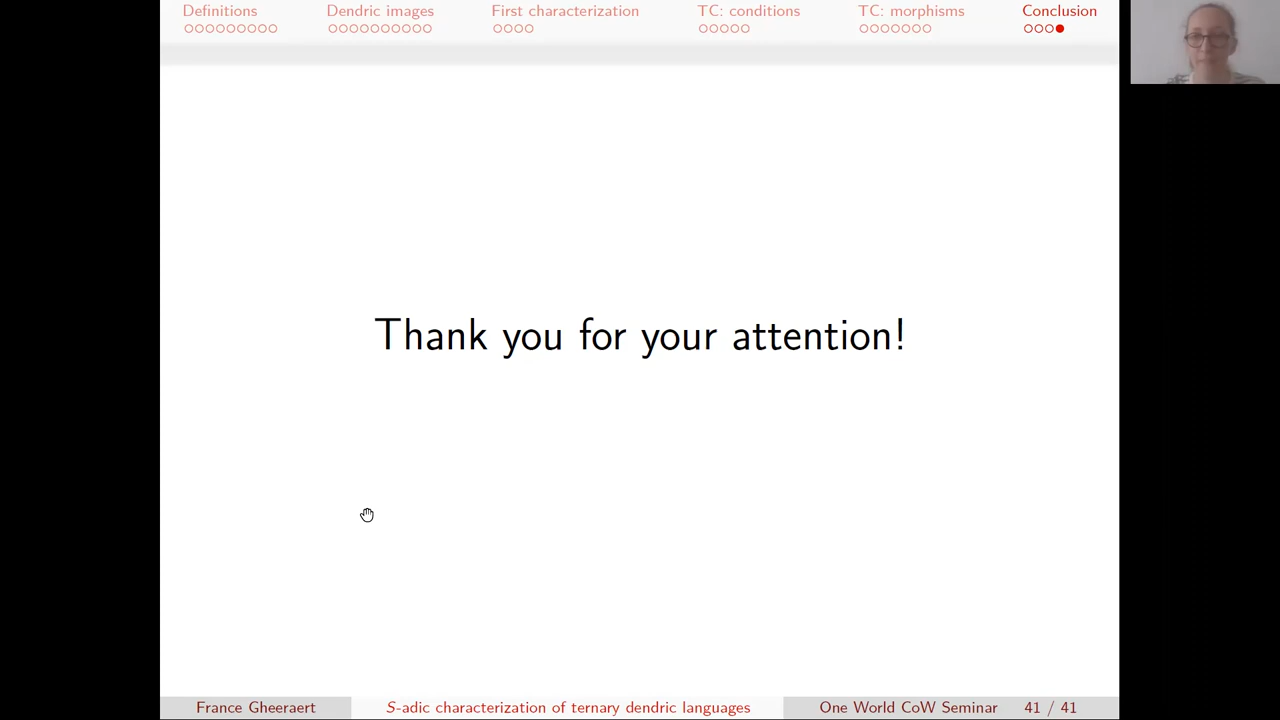 Definitions Dendric images First characterization TC: conditions TC: morphisms Conclusion
Thank you for your attention!
France Gheeraert S-adic characterization of ternary dendric languages One World CoW Seminar 41 / 41